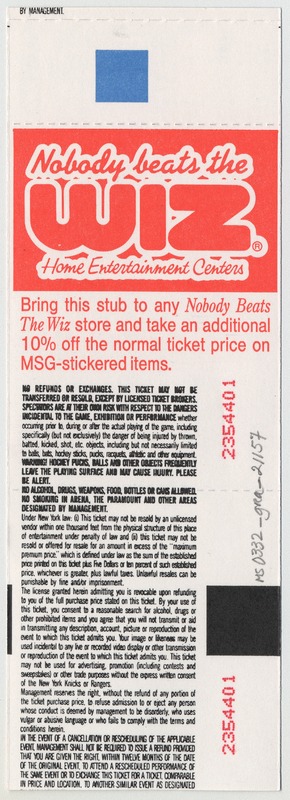 BY MANAGEMENT.
Nobody beats the
WIZ®
Home Entertainment Centers
Bring this stub to any Nobody Beats
The Wiz store and take an additional
10% off the normal ticket price on
MSG-stickered items.
NO REFUNDS OR EXCHANGES. THIS TICKET MAY NOT BE
TRANSFERRED OR RESOLD, EXCEPT BY LICENSED TICKET BROKERS.
SPECTATORS ARE AT THEIR OWN RISK WITH RESPECT TO THE DANGERS
INCIDENTAL TO THE GAME, EXHIBITION OR PERFORMANCE whether
occurring prior to, during or after the actual playing of the game, including
specifically (but not exclusively) the danger of being injured by thrown,
batted, kicked, shot, etc. objects, including but not necessarily limited
to balls, bats, hockey sticks, pucks, racquets, athletic and other equipment.
WARNING! HOCKEY PUCKS, BALLS AND OTHER OBJECTS FREQUENTLY
LEAVE THE PLAYING SURFACE AND MAY CAUSE INJURY. PLEASE
BE ALERT.
NO ALCOHOL, DRUGS, WEAPONS, FOOD, BOTTLES OR CANS ALLOWED.
NO SMOKING IN ARENA, THE PARAMOUNT AND OTHER AREAS
DESIGNATED BY MANAGEMENT.
Under New York law: (i) This ticket may not be resold by an unlicensed
vendor within one thousand feet from the physical structure of this place
of entertainment under penalty of law and (ii) this ticket may not be
resold or offered for resale for an amount in excess of the "maximum
premium price" which is defined under law as the sum of the established
price printed on this ticket plus Five Dollars or ten percent of such established
price, whichever is greater, plus lawful taxes. Unlawful resales can be
punishable by fine and/or imprisonment.
The license granted herein admitting you is revocable upon refunding
to you of the full purchase price stated on this ticket. By your use of
this ticket, you consent to a reasonable search for alcohol, drugs or
other prohibited items and you agree that you will not transmit or aid
in transmitting any description, account, picture or reproduction of the
event to which this ticket admits you. Your image or likeness may be
used incidental to any live or recorded video display or other transmission
or reproduction of the event to which this ticket admits you. This ticket
may not be used for advertising, promotion (including contests and
sweepstakes) or other trade purposes without the express written consent
of the New York Knicks or Rangers.
Management reserves the right, without the refund of any portion of
the ticket purchase price, to refuse admission to or eject any person
whose conduct is deemed by management to be disorderly, who uses
vulgar or abusive language or who fails to comply with the terms and
conditions herein.
IN THE EVENT OF A CANCELLATION OR RESCHEDULING OF THE APPLICABLE
EVENT, MANAGEMENT SHALL NOT BE REQUIRED TO ISSUE A REFUND PROVIDED
THAT YOU ARE GIVEN THE RIGHT, WITHIN TWELVE MONTHS OF THE DATE
OF THE ORIGINAL EVENT, TO ATTEND A RESCHEDULED PERFORMANCE OF
THE SAME EVENT OR TO EXCHANGE THIS TICKET FOR A TICKET, COMPARABLE
IN PRICE AND LOCATION, TO ANOTHER SIMILAR EVENT AS DESIGNATED
2354401
2354401
MS 0332_gna_21157